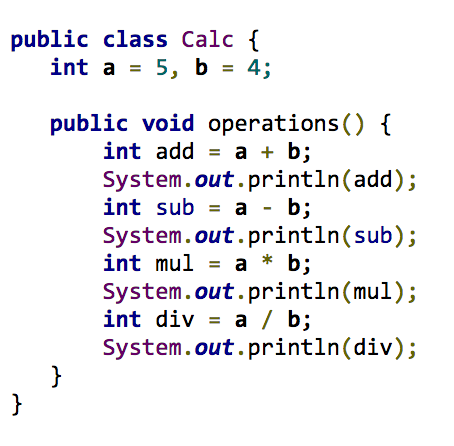 public class Calc {
int a = 5, b = 4;
public void operations() {
int add = a + b;
System.out.println(add);
int sub = a - b;
System.out.println(sub);
int mul = a * b;
System.out.println(mul);
int div = a / b;
System.out.println(div);
}
}